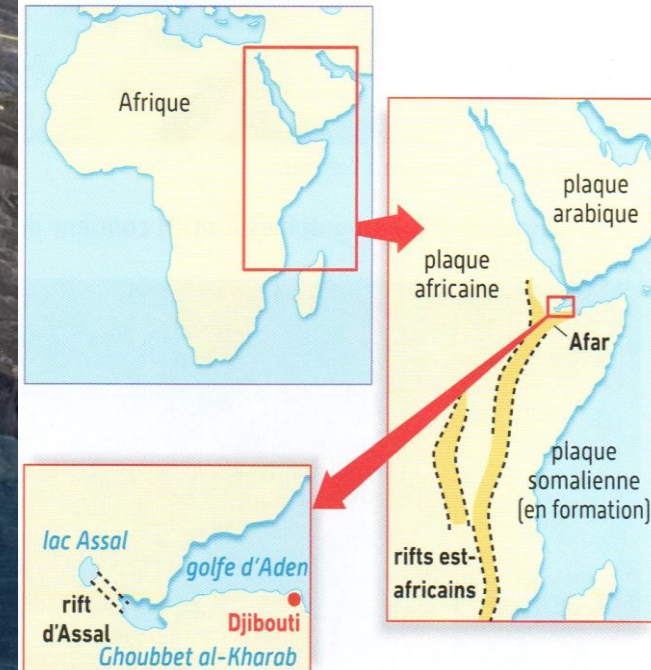 Afrique
plaque
arabique
plaque
africaine
Afar
plaque
somalienne
(en formation)
rifts est-
africains
lac Assal
golfe d'Aden
rift
d'Assal
Djibouti
Ghoubbet al-Kharab